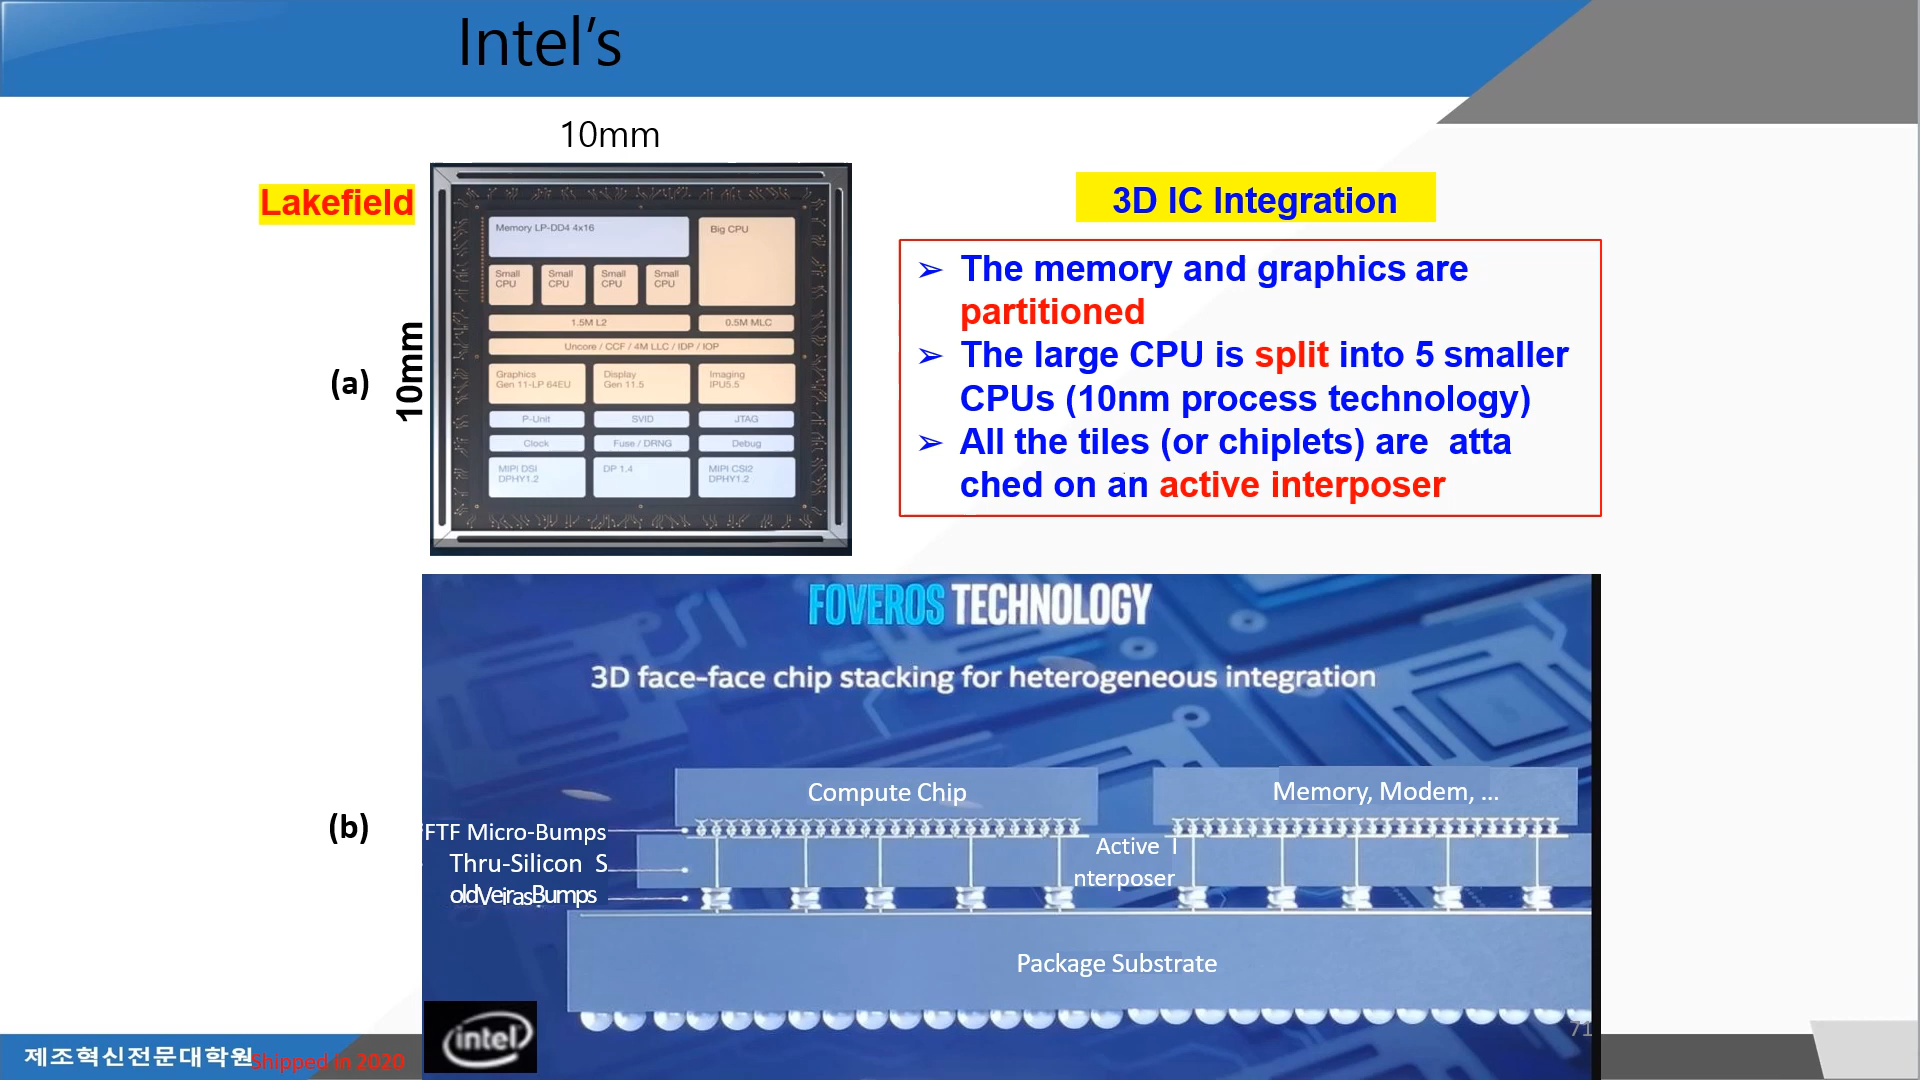 Intel’s
10mm
Lakefield
3D IC Integration
(a)
10mm
Memory LP-DD4 4x16
Big CPU
Small CPU
Small CPU
Small CPU
Small CPU
1.5M L2
0.5M MLC
Uncore / CCF / 4M LLC / IDP / IOP
Graphics
Gen 11-LP 64EU
Display
Gen 11.5
Imaging
IPU5.5
P-Unit
SVID
JTAG
Clock
Fuse / DRNG
Debug
MIPI DSI
DPHY1.2
DP 1.4
MIPI CSI2
DPHY1.2
➢ The memory and graphics are
partitioned
➢ The large CPU is split into 5 smaller
CPUs (10nm process technology)
➢ All the tiles (or chiplets) are atta
ched on an active interposer
FOVEROS TECHNOLOGY
3D face-face chip stacking for heterogeneous integration
(b)
Compute Chip
Memory, Modem, ...
FTF Micro-Bumps
Thru-Silicon S
Active I
nterposer
Package Substrate
intel
71
제조혁신전문대학원
Shipped in 2020